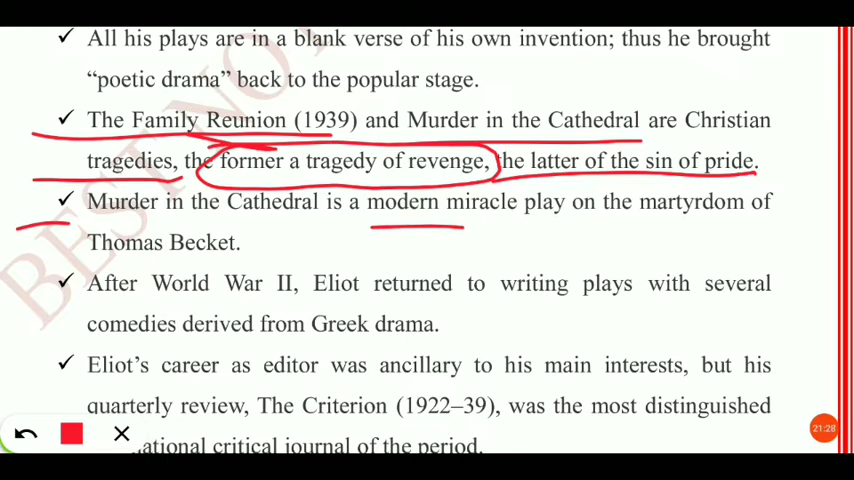 All his plays are in a blank verse of his own invention; thus he brought
“poetic drama” back to the popular stage.
The Family Reunion (1939) and Murder in the Cathedral are Christian
tragedies, the former a tragedy of revenge, the latter of the sin of pride.
Murder in the Cathedral is a modern miracle play on the martyrdom of
Thomas Becket.
After World War II, Eliot returned to writing plays with several
comedies derived from Greek drama.
Eliot’s career as editor was ancillary to his main interests, but his
quarterly review, The Criterion (1922–39), was the most distinguished
critical journal of the period.
BEST NOT
21:28